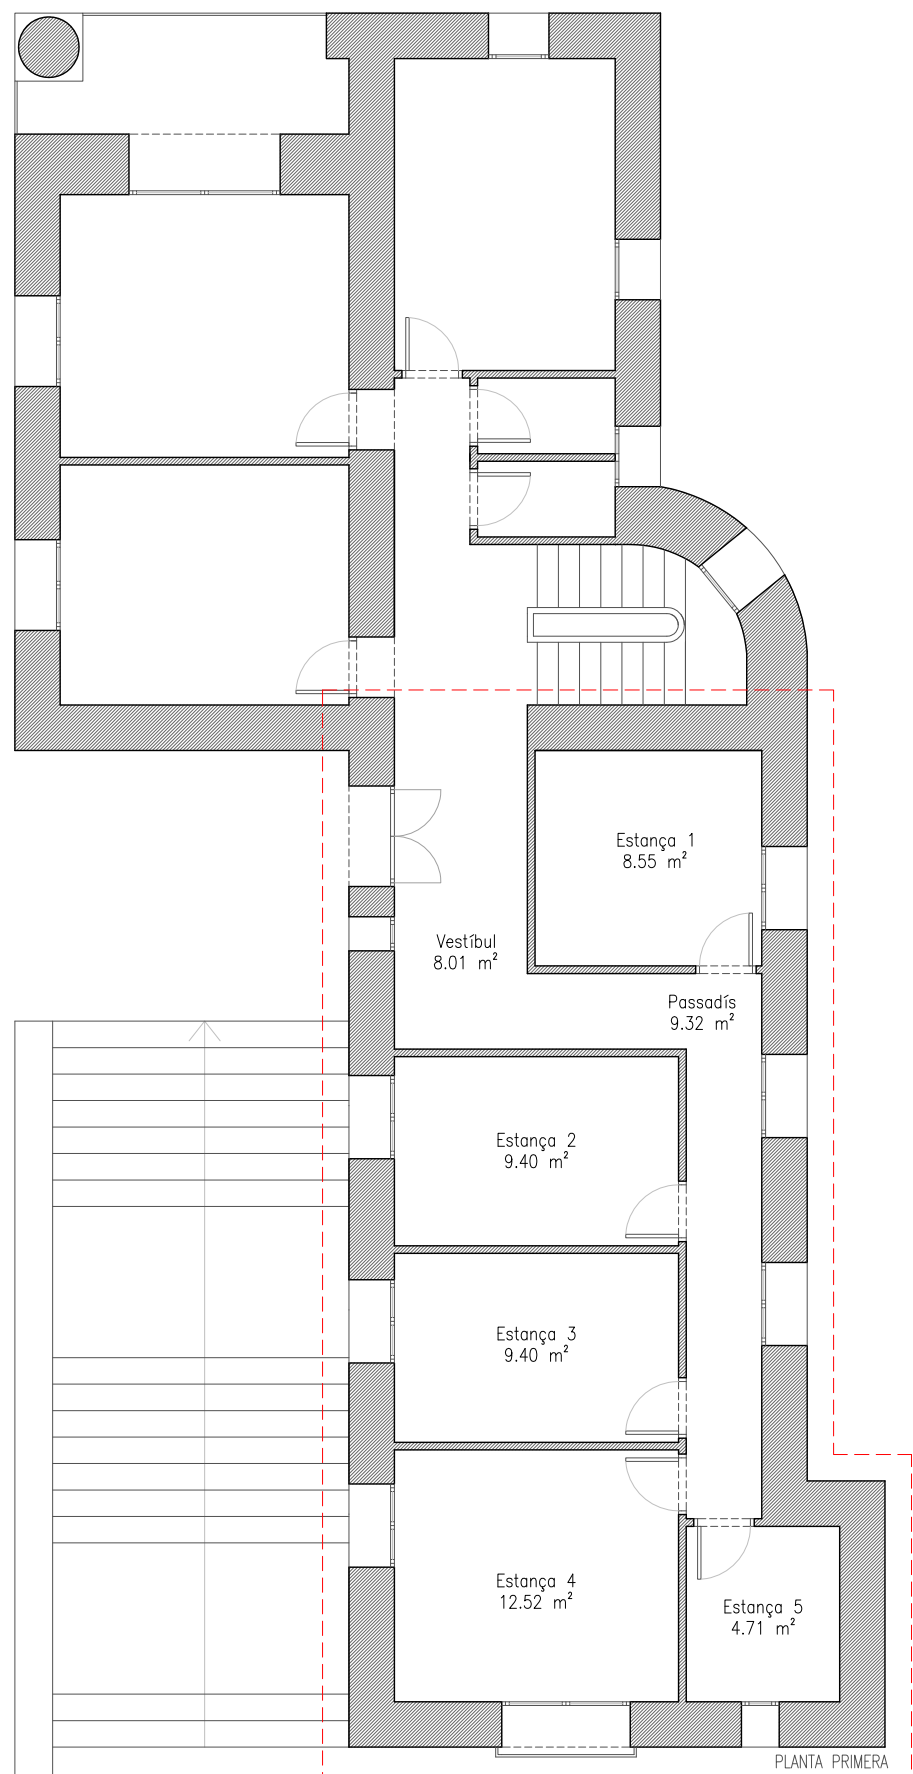 Estança 1
8.55 m²
Vestíbul
8.01 m²
Passadís
9.32 m²
Estança 2
9.40 m²
Estança 3
9.40 m²
Estança 4
12.52 m²
Estança 5
4.71 m²
PLANTA PRIMERA